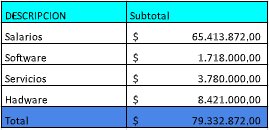 DESCRIPCION Subtotal
Salarios $ 65.413.872,00
Software $ 1.718.000,00
Servicios $ 3.780.000,00
Hadware $ 8.421.000,00
Total $ 79.332.872,00